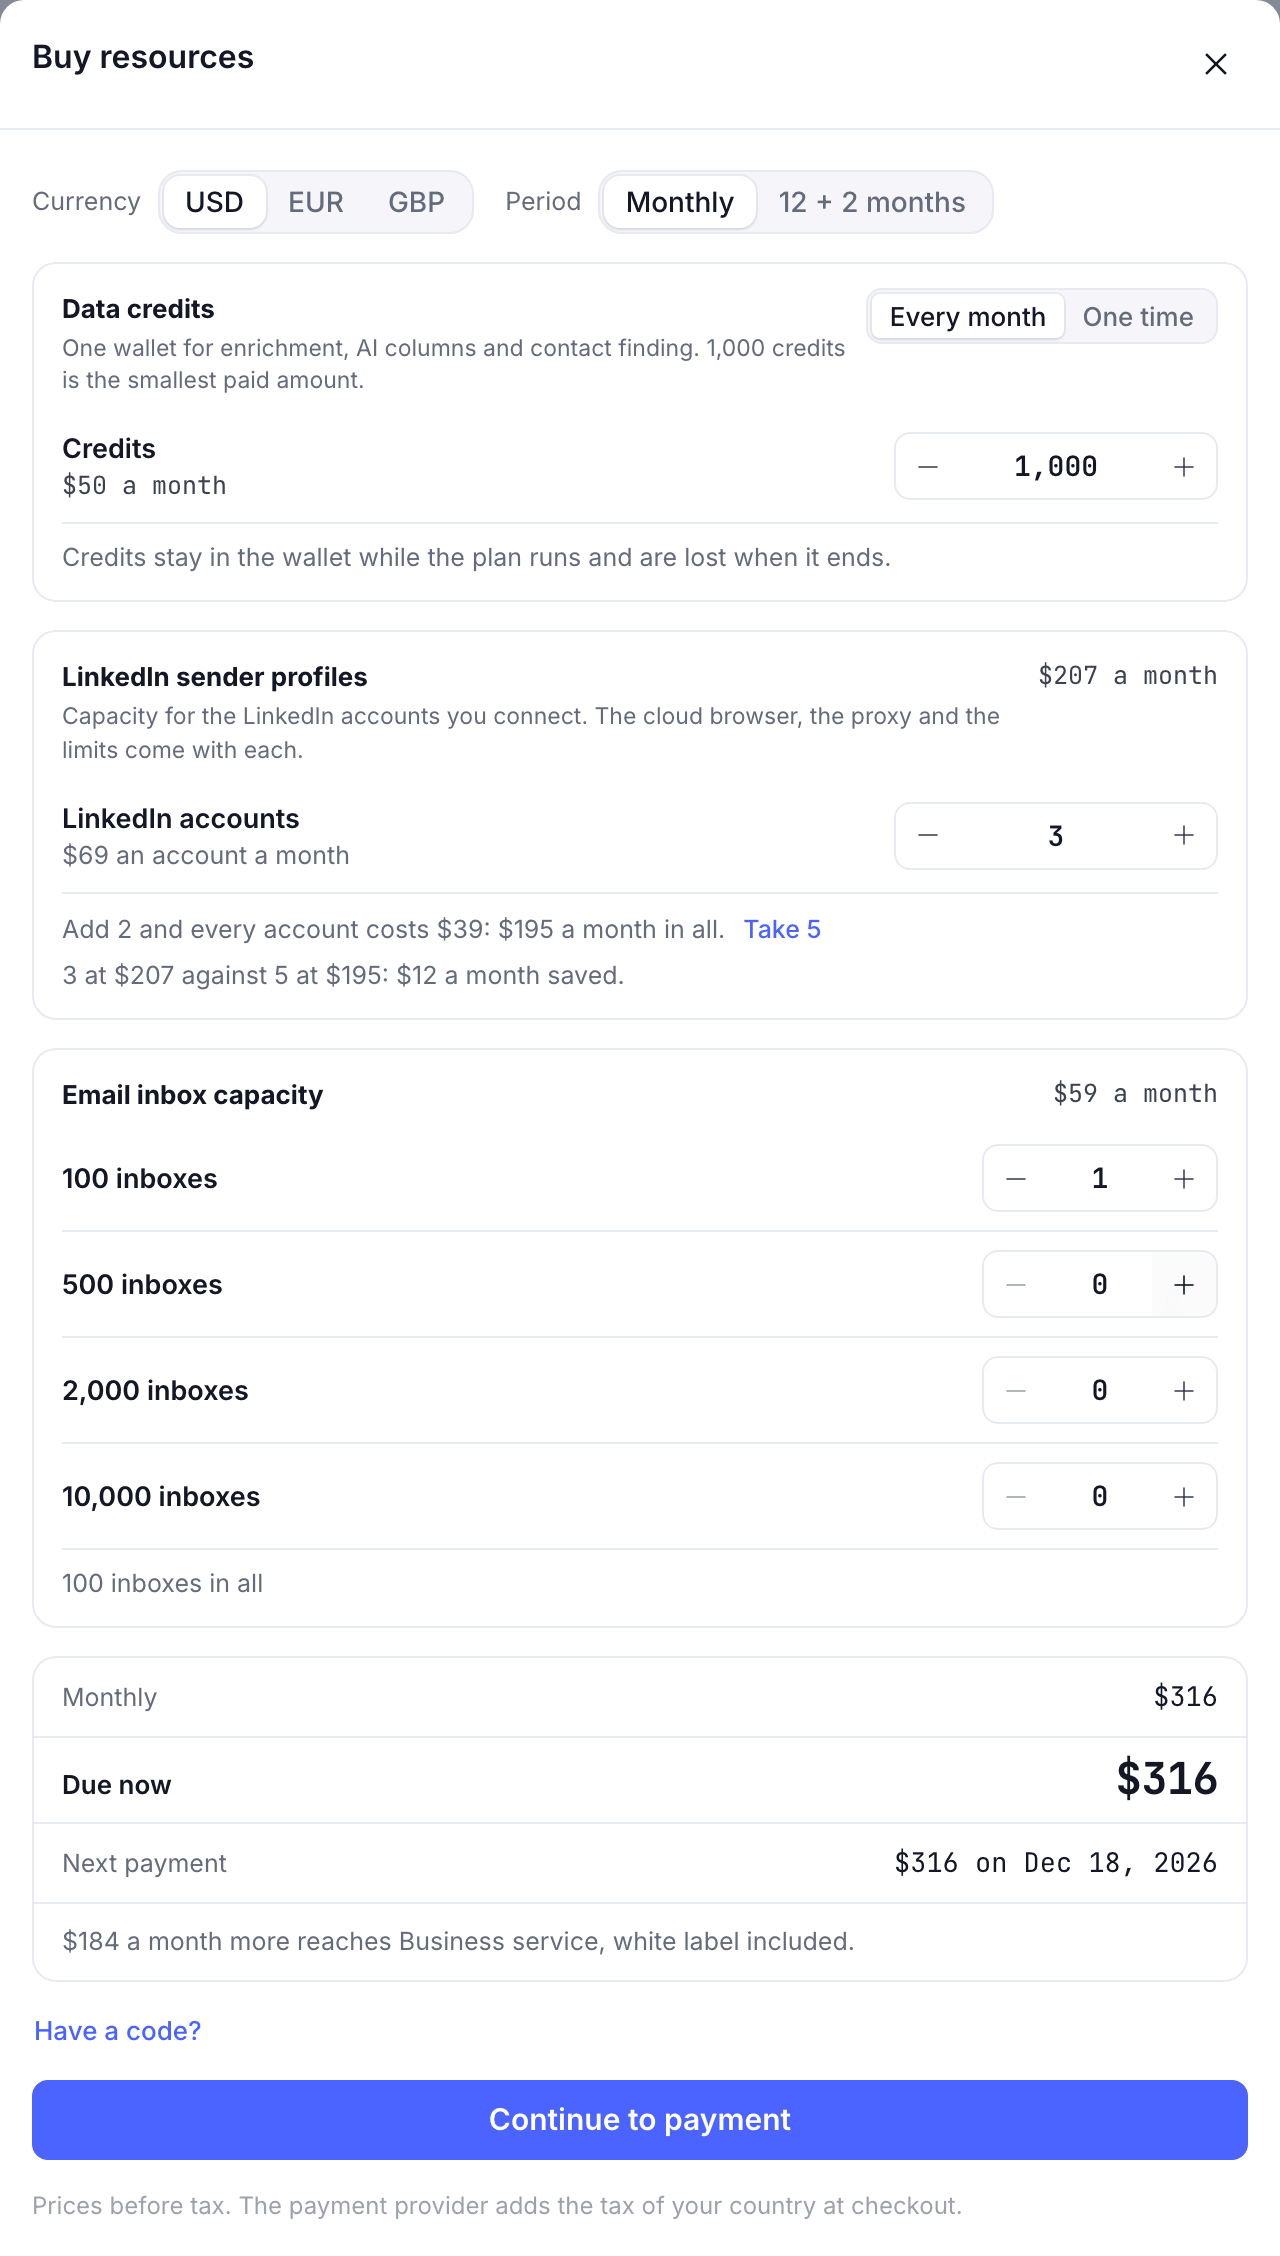 Buy resources
Currency USD EUR GBP Period Monthly 12 + 2 months
Data credits
Every month One time
One wallet for enrichment, AI columns and contact finding. 1,000 credits
is the smallest paid amount.
Credits
$50 a month
− 1,000 +
Credits stay in the wallet while the plan runs and are lost when it ends.
LinkedIn sender profiles
$207 a month
Capacity for the LinkedIn accounts you connect. The cloud browser, the proxy and the
limits come with each.
LinkedIn accounts
$69 an account a month
− 3 +
Add 2 and every account costs $39: $195 a month in all. Take 5
3 at $207 against 5 at $195: $12 a month saved.
Email inbox capacity
$59 a month
100 inboxes − 1 +
500 inboxes − 0 +
2,000 inboxes − 0 +
10,000 inboxes − 0 +
100 inboxes in all
Monthly $316
Due now $316
Next payment $316 on Dec 18, 2026
$184 a month more reaches Business service, white label included.
Have a code?
Continue to payment
Prices before tax. The payment provider adds the tax of your country at checkout.